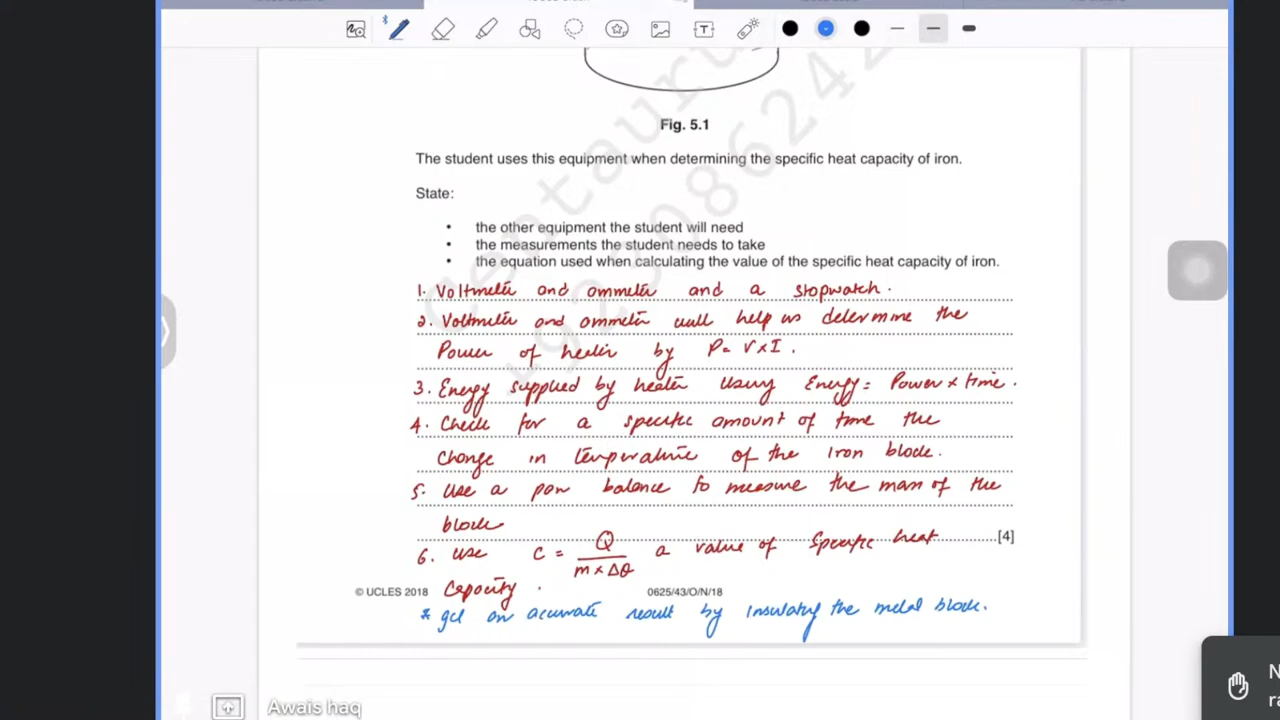 Fig. 5.1
The student uses this equipment when determining the specific heat capacity of iron.
State:
• the other equipment the student will need
• the measurements the student needs to take
• the equation used when calculating the value of the specific heat capacity of iron.
1. Voltmeter and ammeter and a stopwatch.
2. Voltmeter and ammeter will help us determine the
Power of heater by P = V×I.
3. Energy supplied by heater using Energy = Power × time.
4. Check for a specific amount of time the
change in temperature of the Iron block.
5. Use a pan balance to measure the mass of the
block
[4]
6. Use C = Q / m × Δθ a value of specific heat
capacity.
© UCLES 2018 0625/43/O/N/18
* get an accurate result by insulating the metal block.
Awais haq